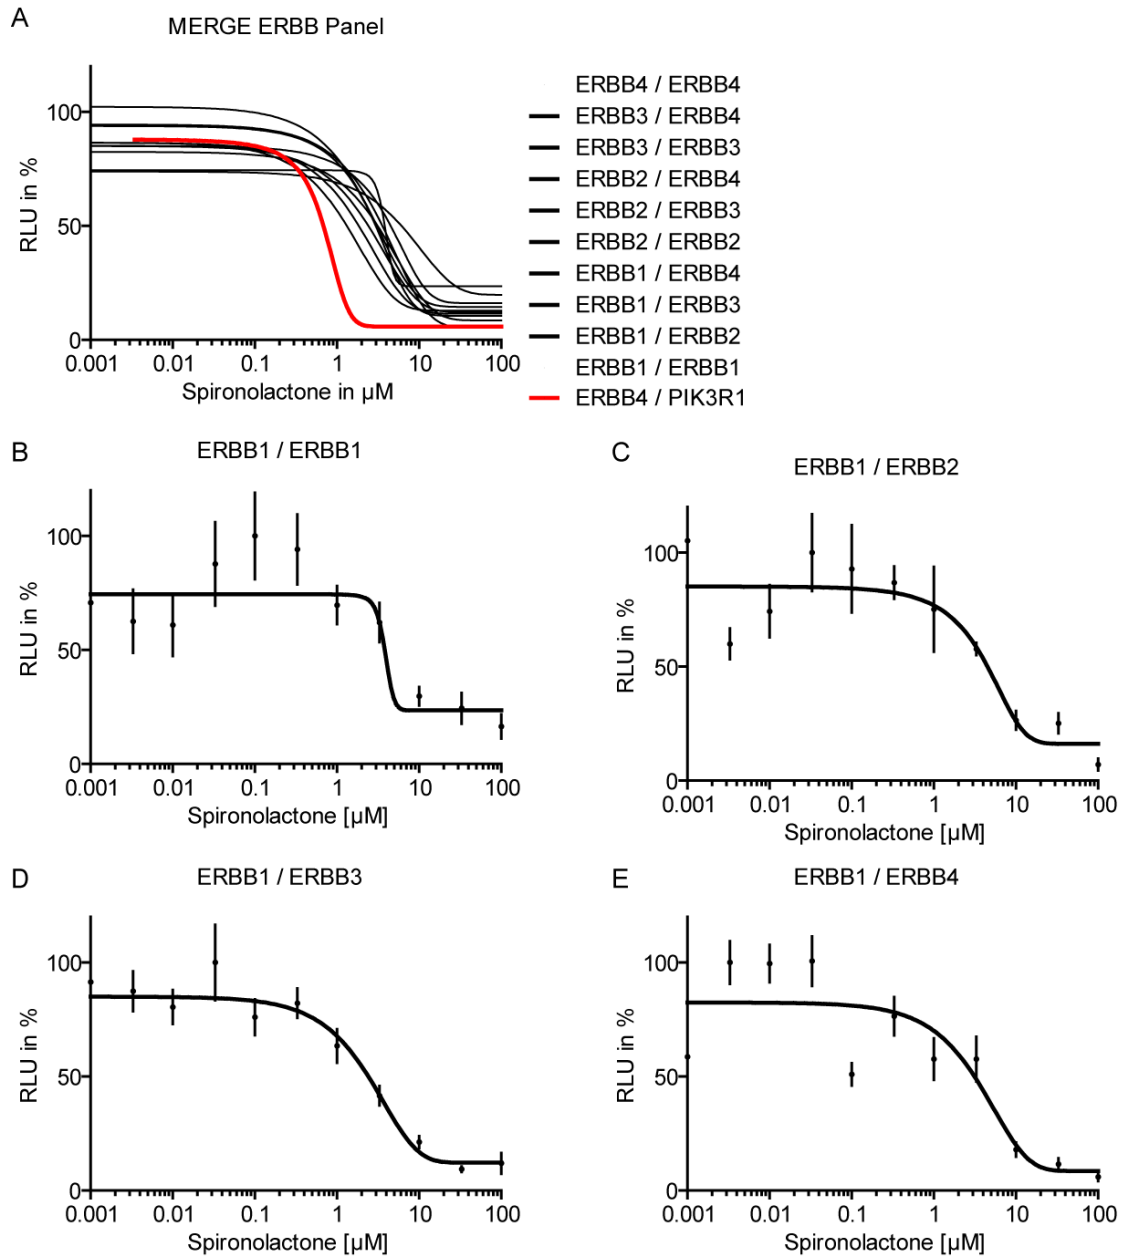 A
MERGE ERBB Panel
100
50
0
RLU in %
0.001 0.01 0.1 1 10 100
Spironolactone in µM
ERBB4 / ERBB4
ERBB3 / ERBB4
ERBB3 / ERBB3
ERBB2 / ERBB4
ERBB2 / ERBB3
ERBB2 / ERBB2
ERBB1 / ERBB4
ERBB1 / ERBB3
ERBB1 / ERBB2
ERBB1 / ERBB1
ERBB4 / PIK3R1
B
ERBB1 / ERBB1
100
50
0
RLU in %
0.001 0.01 0.1 1 10 100
Spironolactone [µM]
C
ERBB1 / ERBB2
100
50
0
RLU in %
0.001 0.01 0.1 1 10 100
Spironolactone [µM]
D
ERBB1 / ERBB3
100
50
0
RLU in %
0.001 0.01 0.1 1 10 100
Spironolactone [µM]
E
ERBB1 / ERBB4
100
50
0
RLU in %
0.001 0.01 0.1 1 10 100
Spironolactone [µM]